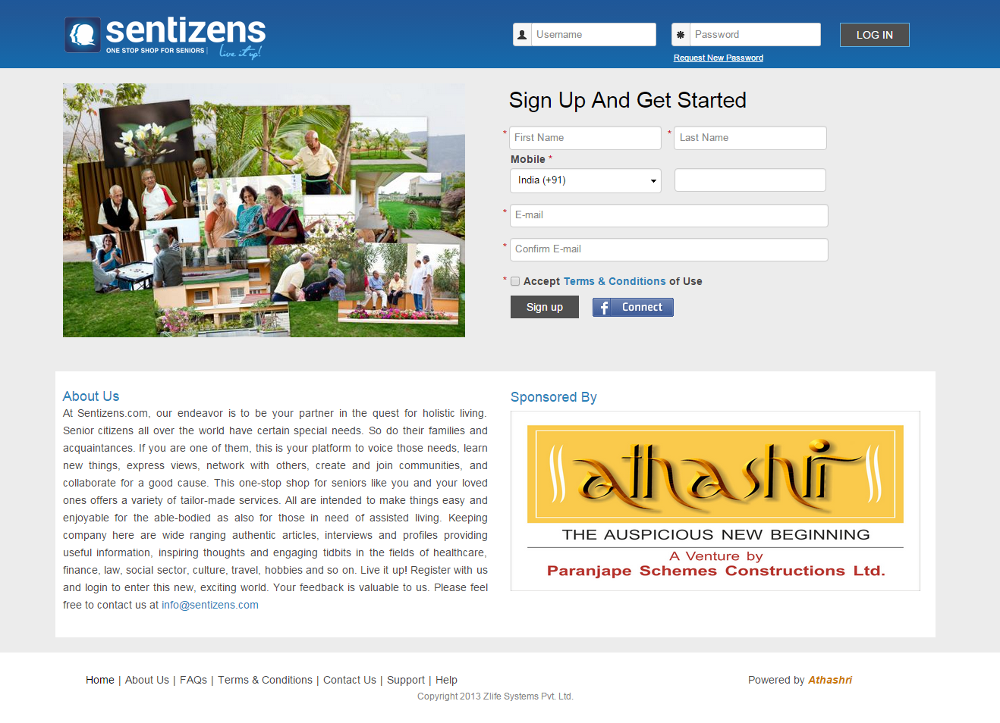 sentizens
ONE STOP SHOP FOR SENIORS | live it up!
Username
Password
LOG IN
Request New Password
Sign Up And Get Started
* First Name
* Last Name
Mobile *
India (+91)
* E-mail
* Confirm E-mail
* Accept Terms & Conditions of Use
Sign up
f Connect
About Us
At Sentizens.com, our endeavor is to be your partner in the quest for holistic living.
Senior citizens all over the world have certain special needs. So do their families and
acquaintances. If you are one of them, this is your platform to voice those needs, learn
new things, express views, network with others, create and join communities, and
collaborate for a good cause. This one-stop shop for seniors like you and your loved
ones offers a variety of tailor-made services. All are intended to make things easy and
enjoyable for the able-bodied as also for those in need of assisted living. Keeping
company here are wide ranging authentic articles, interviews and profiles providing
useful information, inspiring thoughts and engaging tidbits in the fields of healthcare,
finance, law, social sector, culture, travel, hobbies and so on. Live it up! Register with us
and login to enter this new, exciting world. Your feedback is valuable to us. Please feel
free to contact us at info@sentizens.com
Sponsored By
athashri
THE AUSPICIOUS NEW BEGINNING
A Venture by
Paranjape Schemes Constructions Ltd.
Home | About Us | FAQs | Terms & Conditions | Contact Us | Support | Help
Powered by Athashri
Copyright 2013 Zlife Systems Pvt. Ltd.